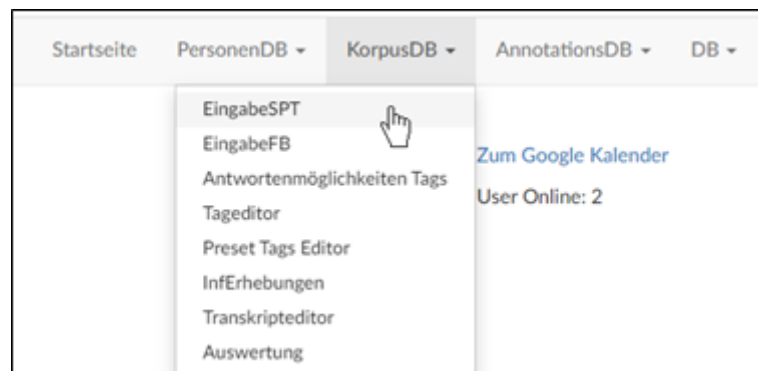 Startseite PersonenDB KorpusDB AnnotationsDB DB
EingabeSPT
EingabeFB
Zum Google Kalender
Antwortenmöglichkeiten Tags
User Online: 2
Tageditor
Preset Tags Editor
InfErhebungen
Transkripteditor
Auswertung